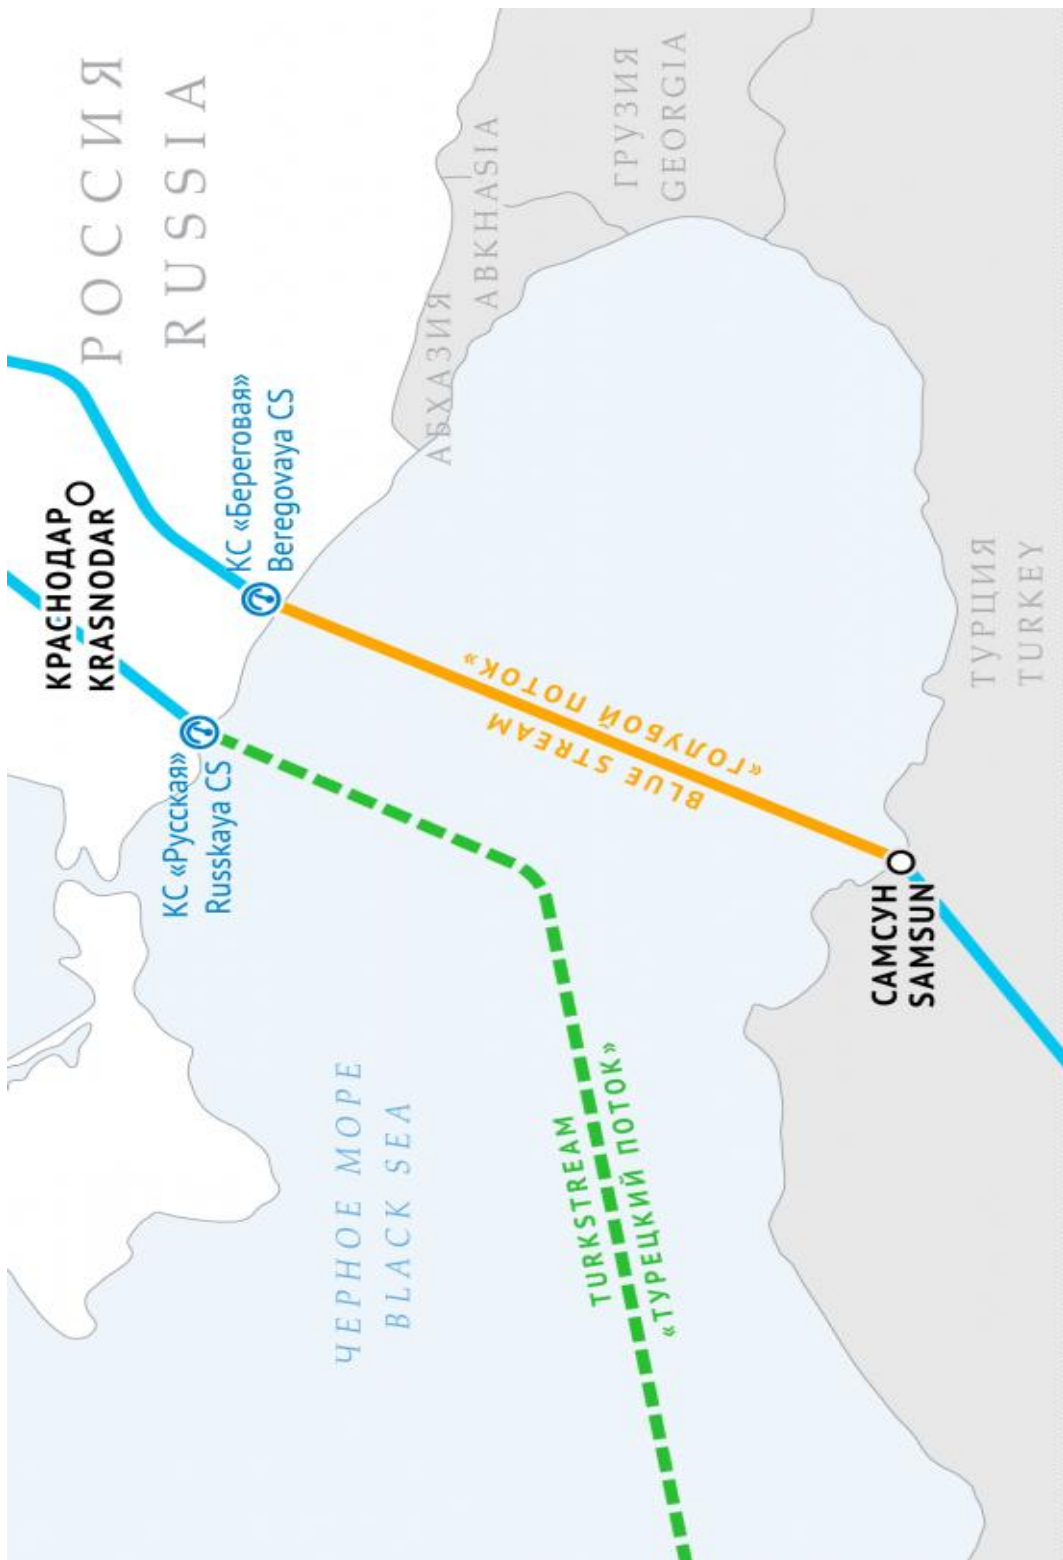 РОССИЯ
RUSSIA
КРАСНОДАР
KRASNODAR
КС «Береговая»
Beregovaya CS
КС «Русская»
Russkaya CS
АБХАЗИЯ
ABKHASIA
ГРУЗИЯ
GEORGIA
ЧЕРНОЕ МОРЕ
BLACK SEA
BLUE STREAM
«ГОЛУБОЙ ПОТОК»
TURKSTREAM
«ТУРЕЦКИЙ ПОТОК»
САМСУН
SAMSUN
ТУРЦИЯ
TURKEY